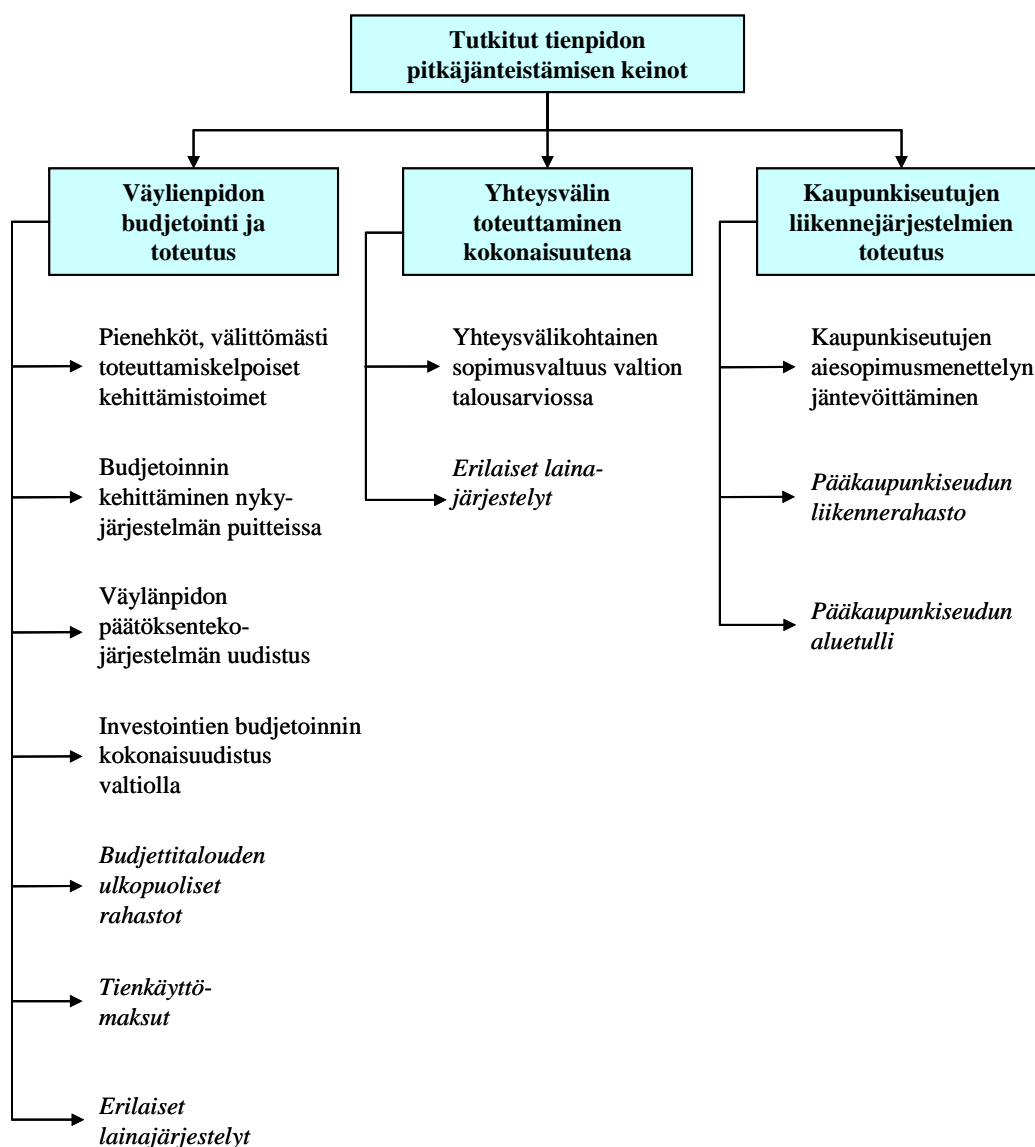 Tutkitut tienpidon
pitkäjänteistämisen keinot
Väylienpidon
budjetointi ja
toteutus
Yhteysvälin
toteuttaminen
kokonaisuutena
Kaupunkiseutujen
liikennejärjestelmien
toteutus
Pienehköt, välittömästi
toteuttamiskelpoiset
kehittämistoimet
Budjetoinnin
kehittäminen nyky-
järjestelmän puitteissa
Väylänpidon
päätöksenteko-
järjestelmän uudistus
Investointien budjetoinnin
kokonaisuudistus
valtiolla
Budjettitalouden
ulkopuoliset
rahastot
Tienkäyttö-
maksut
Erilaiset
lainajärjestelyt
Yhteysvälikohtainen
sopimusvaltuus valtion
talousarviossa
Erilaiset laina-
järjestelyt
Kaupunkiseutujen
aiesopimusmenettelyn
jäntevöittäminen
Pääkaupunkiseudun
liikennerahasto
Pääkaupunkiseudun
aluetulli